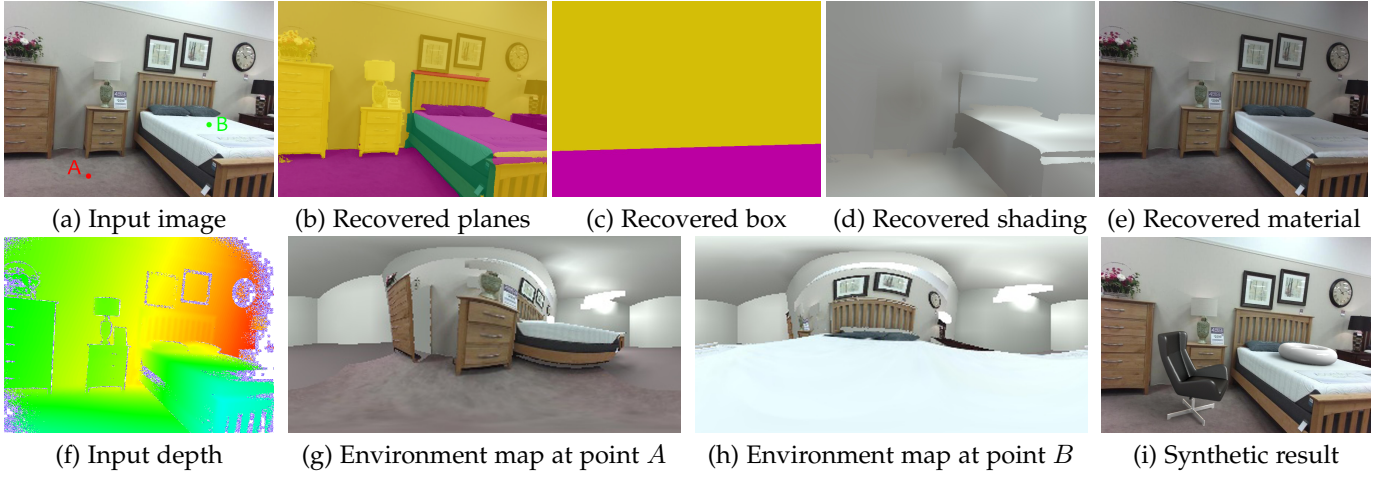 A
B
(a) Input image (b) Recovered planes (c) Recovered box (d) Recovered shading (e) Recovered material
(f) Input depth (g) Environment map at point A (h) Environment map at point B (i) Synthetic result